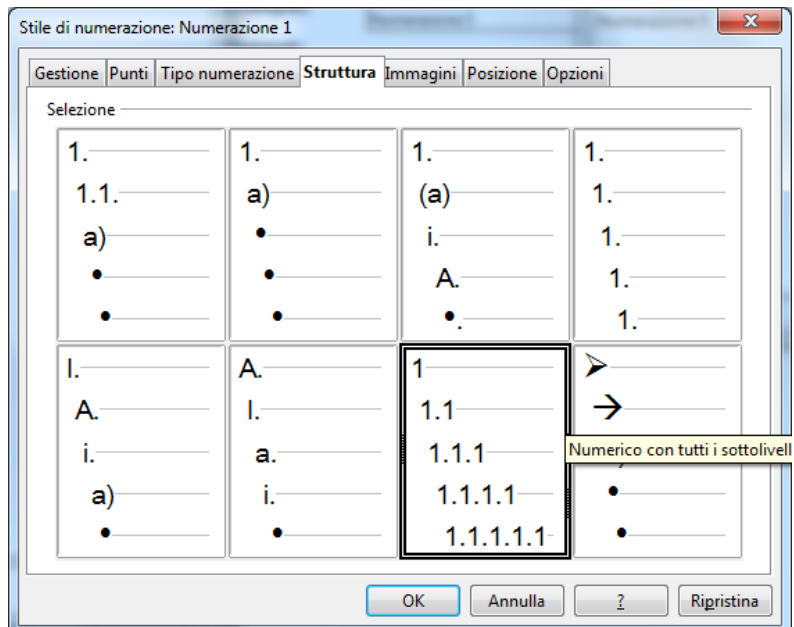 Stile di numerazione: Numerazione 1
Gestione Punti Tipo numerazione Struttura Immagini Posizione Opzioni
Selezione
1.
1.1.
a)
•
•
1.
a)
•
•
•
1.
(a)
i.
A.
•.
1.
1.
1.
1.
1.
I.
A.
i.
a)
•
A.
I.
a.
i.
•
1
1.1
1.1.1
1.1.1.1
1.1.1.1.1
➢
→
•
•
Numerico con tutti i sottolivell
OK Annulla ? Ripristina